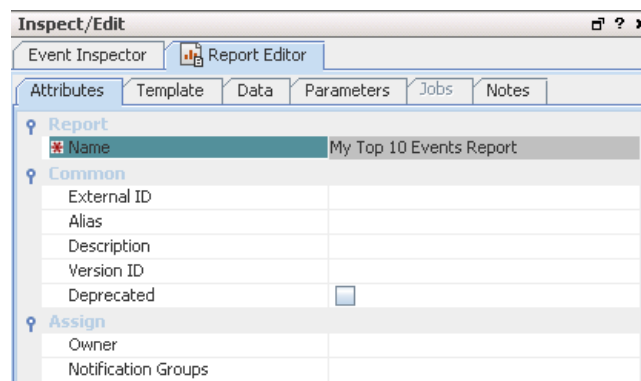 Inspect/Edit
Event Inspector Report Editor
Attributes Template Data Parameters Jobs Notes
Report
Name My Top 10 Events Report
Common
External ID
Alias
Description
Version ID
Deprecated
Assign
Owner
Notification Groups